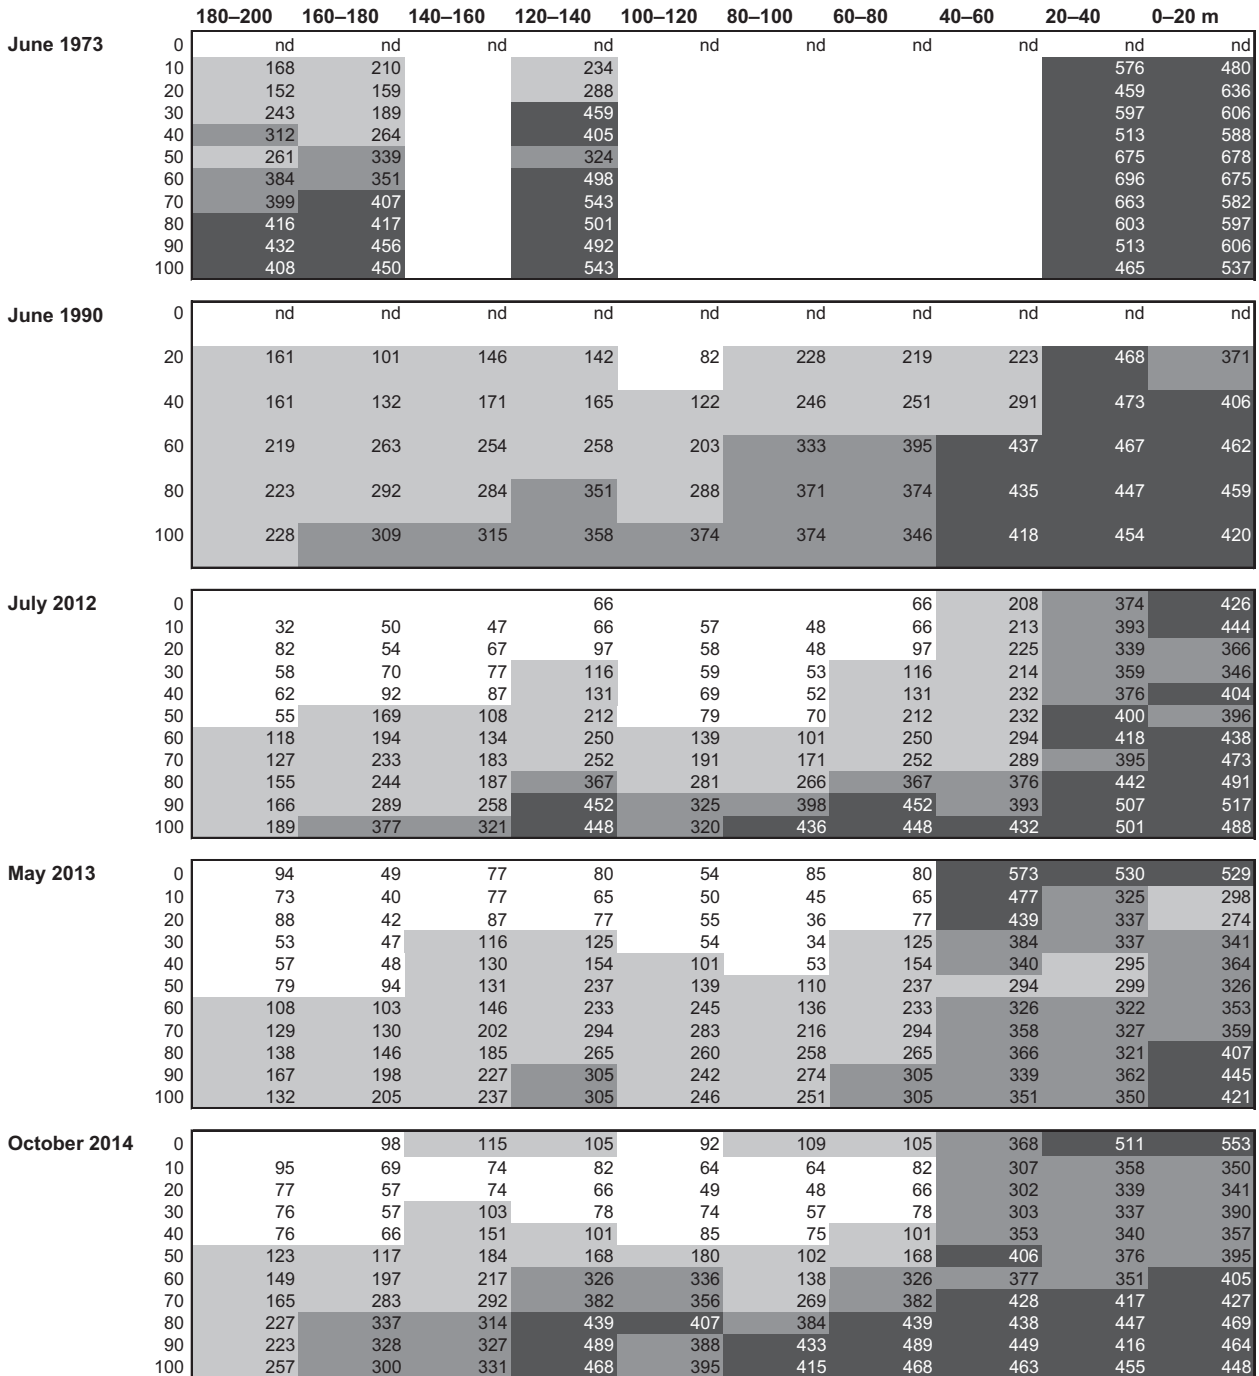 180–200 160–180 140–160 120–140 100–120 80–100 60–80 40–60 20–40 0–20 m
June 1973 0 nd nd nd nd nd nd nd nd nd nd
10 168 210 234 576 480
20 152 159 288 459 636
30 243 189 459 597 606
40 312 264 405 513 588
50 261 339 324 675 678
60 384 351 498 696 675
70 399 407 543 663 582
80 416 417 501 603 597
90 432 456 492 513 606
100 408 450 543 465 537
June 1990 0 nd nd nd nd nd nd nd nd nd nd
20 161 101 146 142 82 228 219 223 468 371
40 161 132 171 165 122 246 251 291 473 406
60 219 263 254 258 203 333 395 437 467 462
80 223 292 284 351 288 371 374 435 447 459
100 228 309 315 358 374 374 346 418 454 420
July 2012 0 66 66 208 374 426
10 32 50 47 66 57 48 66 213 393 444
20 82 54 67 97 58 48 97 225 339 366
30 58 70 77 116 59 53 116 214 359 346
40 62 92 87 131 69 52 131 232 376 404
50 55 169 108 212 79 70 212 232 400 396
60 118 194 134 250 139 101 250 294 418 438
70 127 233 183 252 191 171 252 289 395 473
80 155 244 187 367 281 266 367 376 442 491
90 166 289 258 452 325 398 452 393 507 517
100 189 377 321 448 320 436 448 432 501 488
May 2013 0 94 49 77 80 54 85 80 573 530 529
10 73 40 77 65 50 45 65 477 325 298
20 88 42 87 77 55 36 77 439 337 274
30 53 47 116 125 54 34 125 384 337 341
40 57 48 130 154 101 53 154 340 295 364
50 79 94 131 237 139 110 237 294 299 326
60 108 103 146 233 245 136 233 326 322 353
70 129 130 202 294 283 216 294 358 327 359
80 138 146 185 265 260 258 265 366 321 407
90 167 198 227 305 242 274 305 339 362 445
100 132 205 237 305 246 251 305 351 350 421
October 2014 0 98 115 105 92 109 105 368 511 553
10 95 69 74 82 64 64 82 307 358 350
20 77 57 74 66 49 48 66 302 339 341
30 76 57 103 78 74 57 78 303 337 390
40 76 66 151 101 85 75 101 353 340 357
50 123 117 184 168 180 102 168 406 376 395
60 149 197 217 326 336 138 326 377 351 405
70 165 283 292 382 356 269 382 428 417 427
80 227 337 314 439 407 384 439 438 447 469
90 223 328 327 489 388 433 489 449 416 464
100 257 300 331 468 395 415 468 463 455 448